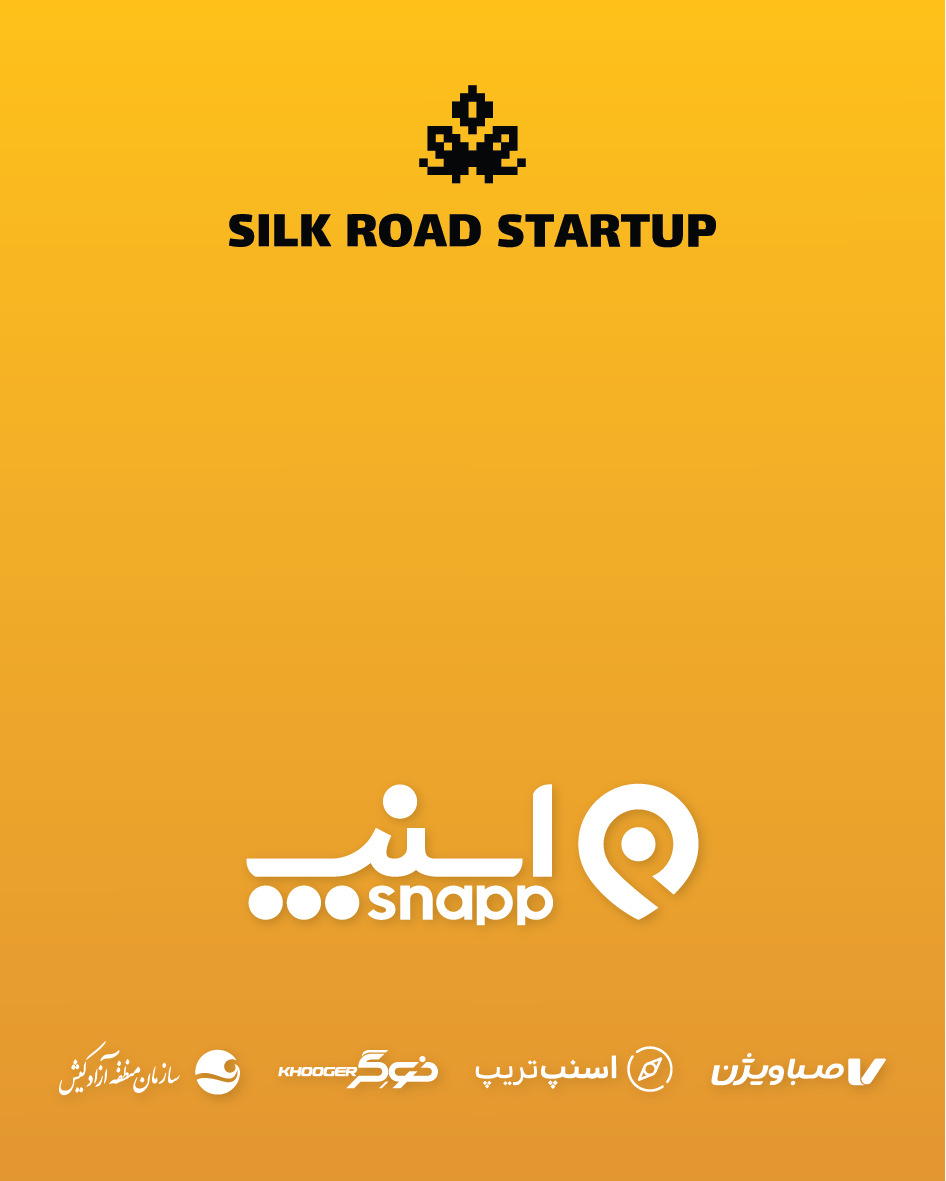 SILK ROAD STARTUP
اسنپ
snapp
صباویژن
اسنپ‌تریپ
خوگر KHOOGER
سازمان منطقه آزاد کیش